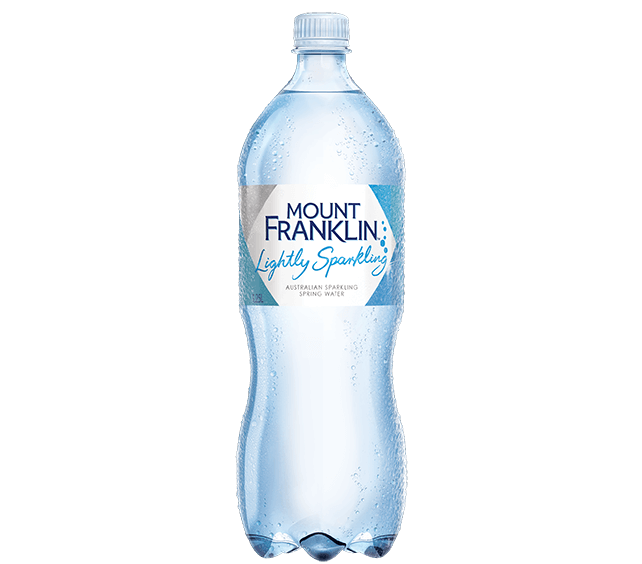 MOUNT
FRANKLIN
Lightly Sparkling
AUSTRALIAN SPARKLING
SPRING WATER